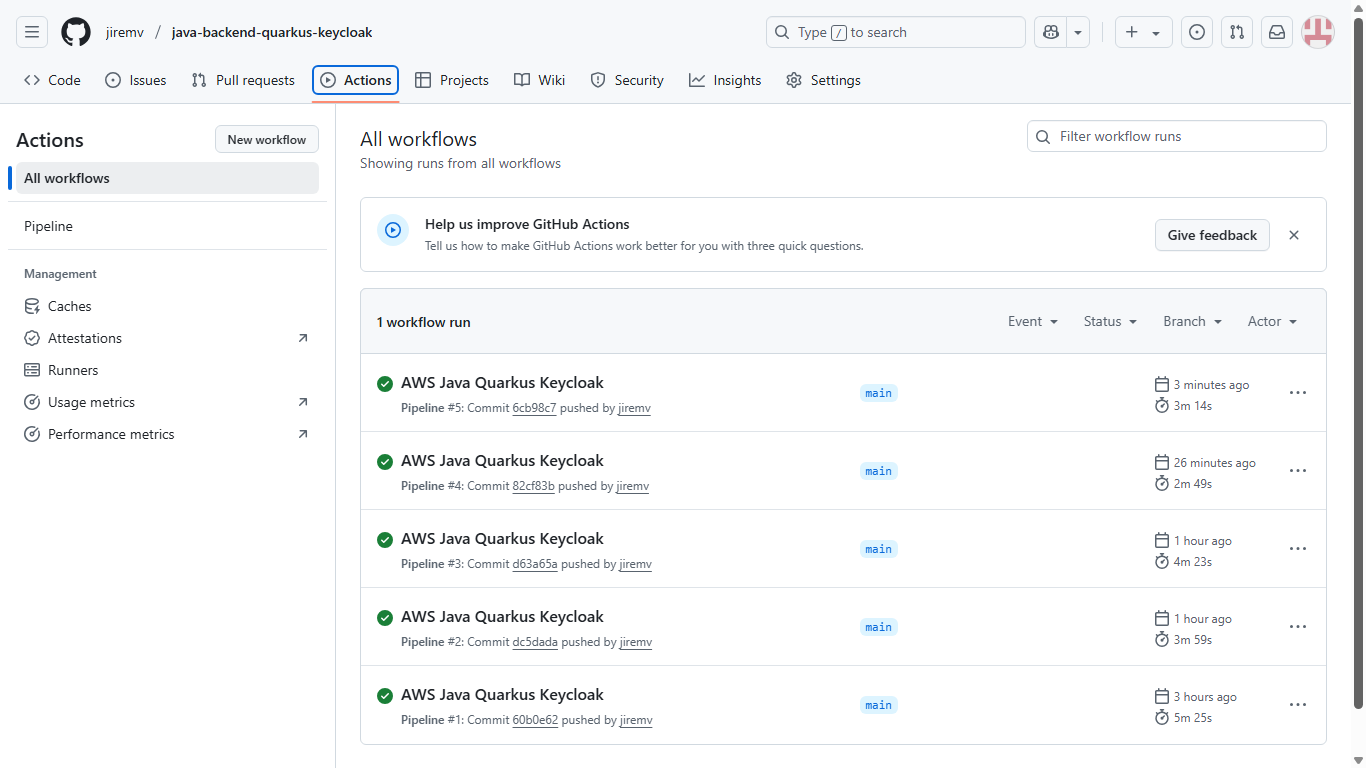 jiremv / java-backend-quarkus-keycloak
Type / to search
Code
Issues
Pull requests
Actions
Projects
Wiki
Security
Insights
Settings
Actions
New workflow
All workflows
Pipeline
Management
Caches
Attestations
Runners
Usage metrics
Performance metrics
All workflows
Showing runs from all workflows
Filter workflow runs
Help us improve GitHub Actions
Tell us how to make GitHub Actions work better for you with three quick questions.
Give feedback
1 workflow run
Event
Status
Branch
Actor
AWS Java Quarkus Keycloak
Pipeline #5: Commit 6cb98c7 pushed by jiremv
main
3 minutes ago
3m 14s
AWS Java Quarkus Keycloak
Pipeline #4: Commit 82cf83b pushed by jiremv
main
26 minutes ago
2m 49s
AWS Java Quarkus Keycloak
Pipeline #3: Commit d63a65a pushed by jiremv
main
1 hour ago
4m 23s
AWS Java Quarkus Keycloak
Pipeline #2: Commit dc5dada pushed by jiremv
main
1 hour ago
3m 59s
AWS Java Quarkus Keycloak
Pipeline #1: Commit 60b0e62 pushed by jiremv
main
3 hours ago
5m 25s